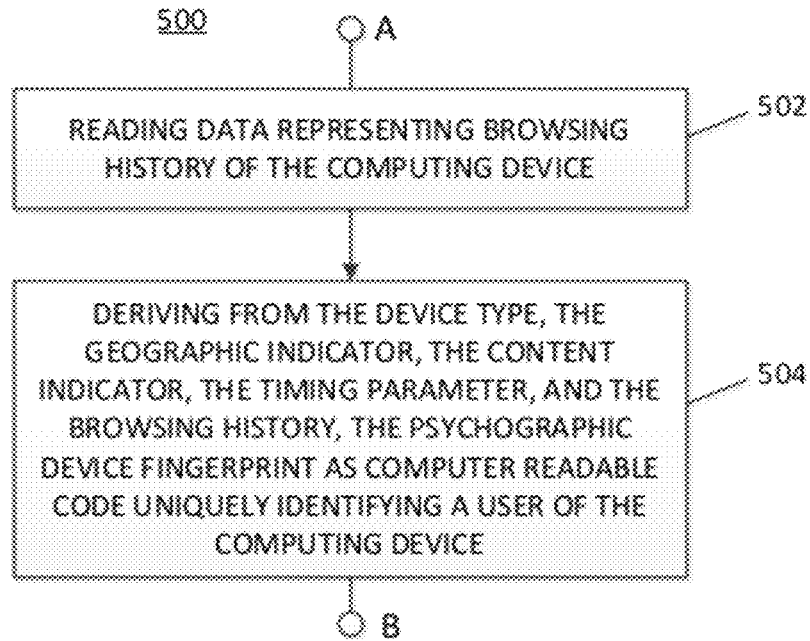 500
A
READING DATA REPRESENTING BROWSING
HISTORY OF THE COMPUTING DEVICE
502
DERIVING FROM THE DEVICE TYPE, THE
GEOGRAPHIC INDICATOR, THE CONTENT
INDICATOR, THE TIMING PARAMETER, AND THE
BROWSING HISTORY, THE PSYCHOGRAPHIC
DEVICE FINGERPRINT AS COMPUTER READABLE
CODE UNIQUELY IDENTIFYING A USER OF THE
COMPUTING DEVICE
504
B